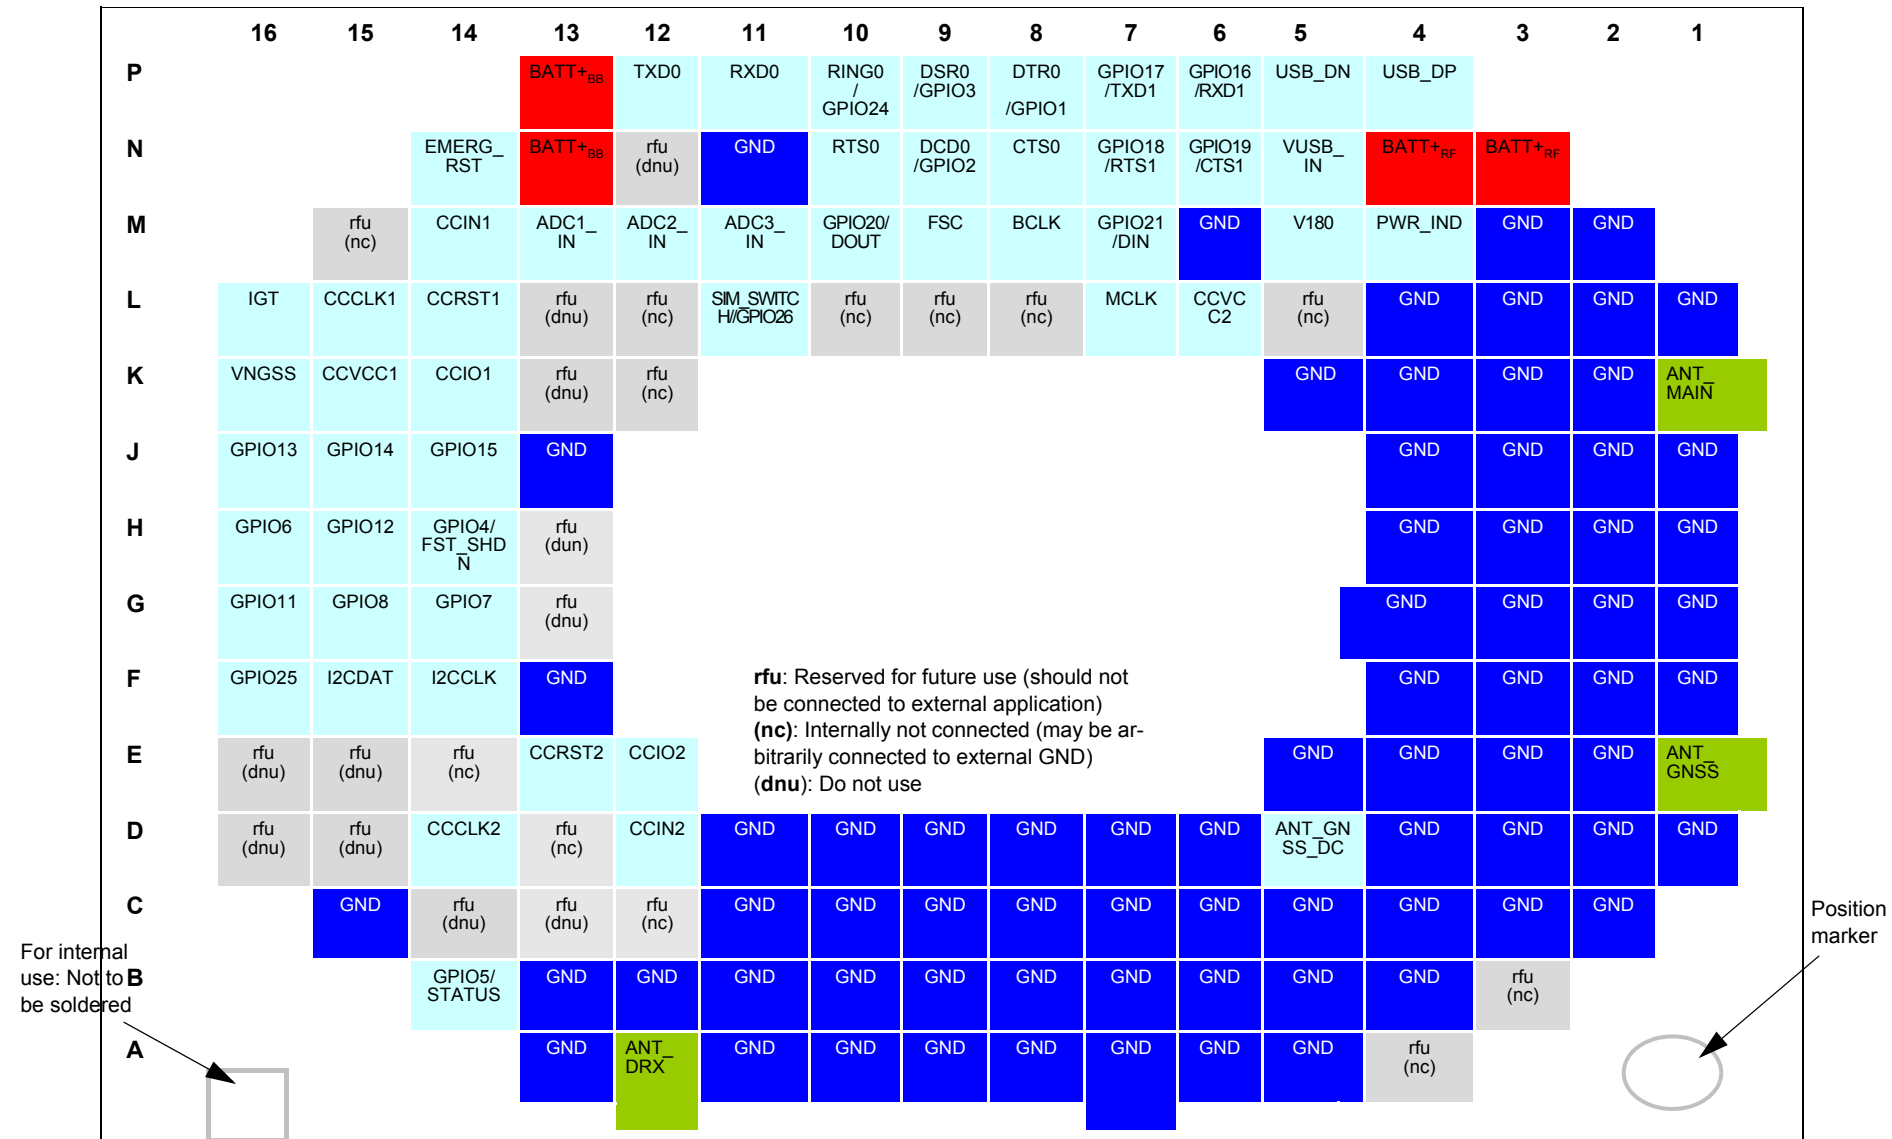 16 15 14 13 12 11 10 9 8 7 6 5 4 3 2 1
P BATT+BB TXD0 RXD0 RING0 / GPIO24 DSR0 /GPIO3 DTR0 /GPIO1 GPIO17 /TXD1 GPIO16 /RXD1 USB_DN USB_DP
N EMERG_ RST BATT+BB rfu (dnu) GND RTS0 DCD0 /GPIO2 CTS0 GPIO18 /RTS1 GPIO19 /CTS1 VUSB_ IN BATT+RF BATT+RF
M rfu (nc) CCIN1 ADC1_ IN ADC2_ IN ADC3_ IN GPIO20/ DOUT FSC BCLK GPIO21 /DIN GND V180 PWR_IND GND GND
L IGT CCCLK1 CCRST1 rfu (dnu) rfu (nc) SIM_SWITC H//GPIO26 rfu (nc) rfu (nc) rfu (nc) MCLK CCVC C2 rfu (nc) GND GND GND GND
K VNGSS CCVCC1 CCIO1 rfu (dnu) rfu (nc) GND GND GND GND ANT_ MAIN
J GPIO13 GPIO14 GPIO15 GND GND GND GND GND
H GPIO6 GPIO12 GPIO4/ FST_SHD N rfu (dun) GND GND GND GND
G GPIO11 GPIO8 GPIO7 rfu (dnu) GND GND GND GND
F GPIO25 I2CDAT I2CCLK GND GND GND GND GND
rfu: Reserved for future use (should not
be connected to external application)
(nc): Internally not connected (may be ar-
bitrarily connected to external GND)
(dnu): Do not use
E rfu (dnu) rfu (dnu) rfu (nc) CCRST2 CCIO2 GND GND GND GND ANT_ GNSS
D rfu (dnu) rfu (dnu) CCCLK2 rfu (nc) CCIN2 GND GND GND GND GND GND ANT_GN SS_DC GND GND GND GND
C GND rfu (dnu) rfu (dnu) rfu (nc) GND GND GND GND GND GND GND GND GND GND
B GPIO5/ STATUS GND GND GND GND GND GND GND GND GND GND rfu (nc)
A GND ANT_ DRX GND GND GND GND GND GND GND rfu (nc)
For internal
use: Not to
be soldered
Position
marker